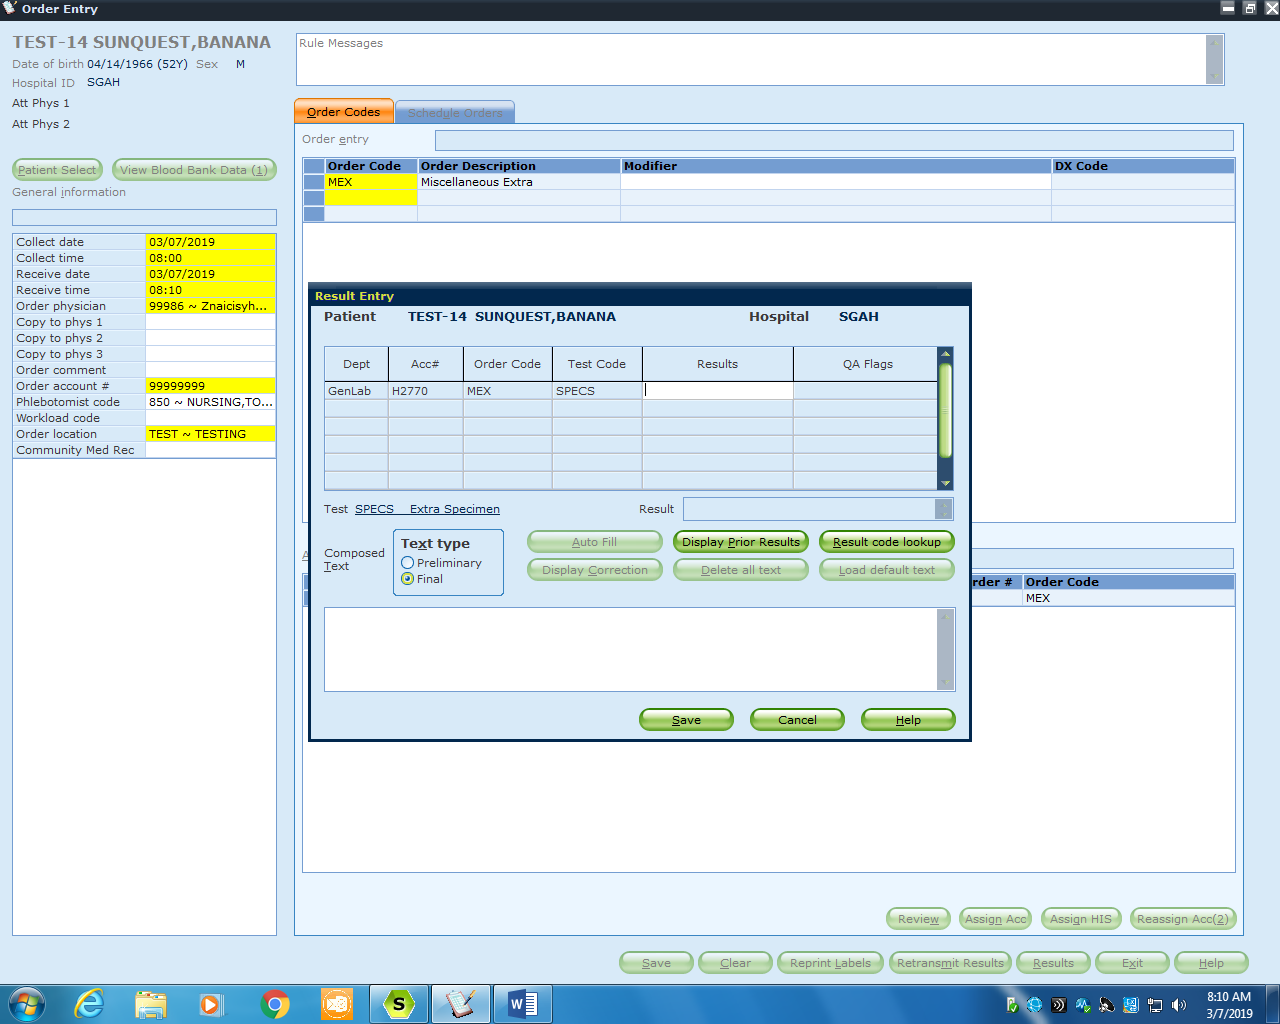 Order Entry
TEST-14 SUNQUEST,BANANA
Date of birth 04/14/1966 (52Y) Sex M
Hospital ID SGAH
Att Phys 1
Att Phys 2
Patient Select View Blood Bank Data (1)
General information
Collect date 03/07/2019
Collect time 08:00
Receive date 03/07/2019
Receive time 08:10
Order physician 99986 ~ Znaicisyh...
Copy to phys 1
Copy to phys 2
Copy to phys 3
Order comment
Order account # 99999999
Phlebotomist code 850 ~ NURSING,TO...
Workload code
Order location TEST ~ TESTING
Community Med Rec
Rule Messages
Order Codes Schedule Orders
Order entry
Order Code Order Description Modifier DX Code
MEX Miscellaneous Extra
Result Entry
Patient TEST-14 SUNQUEST,BANANA Hospital SGAH
Dept Acc# Order Code Test Code Results QA Flags
GenLab H2770 MEX SPECS
Test SPECS Extra Specimen Result
Composed Text
Text type
Preliminary
Final
Auto Fill Display Prior Results Result code lookup
Display Correction Delete all text Load default text
Save Cancel Help
rder # Order Code
MEX
Review Assign Acc Assign HIS Reassign Acc(2)
Save Clear Reprint Labels Retransmit Results Results Exit Help
S W
8:10 AM
3/7/2019